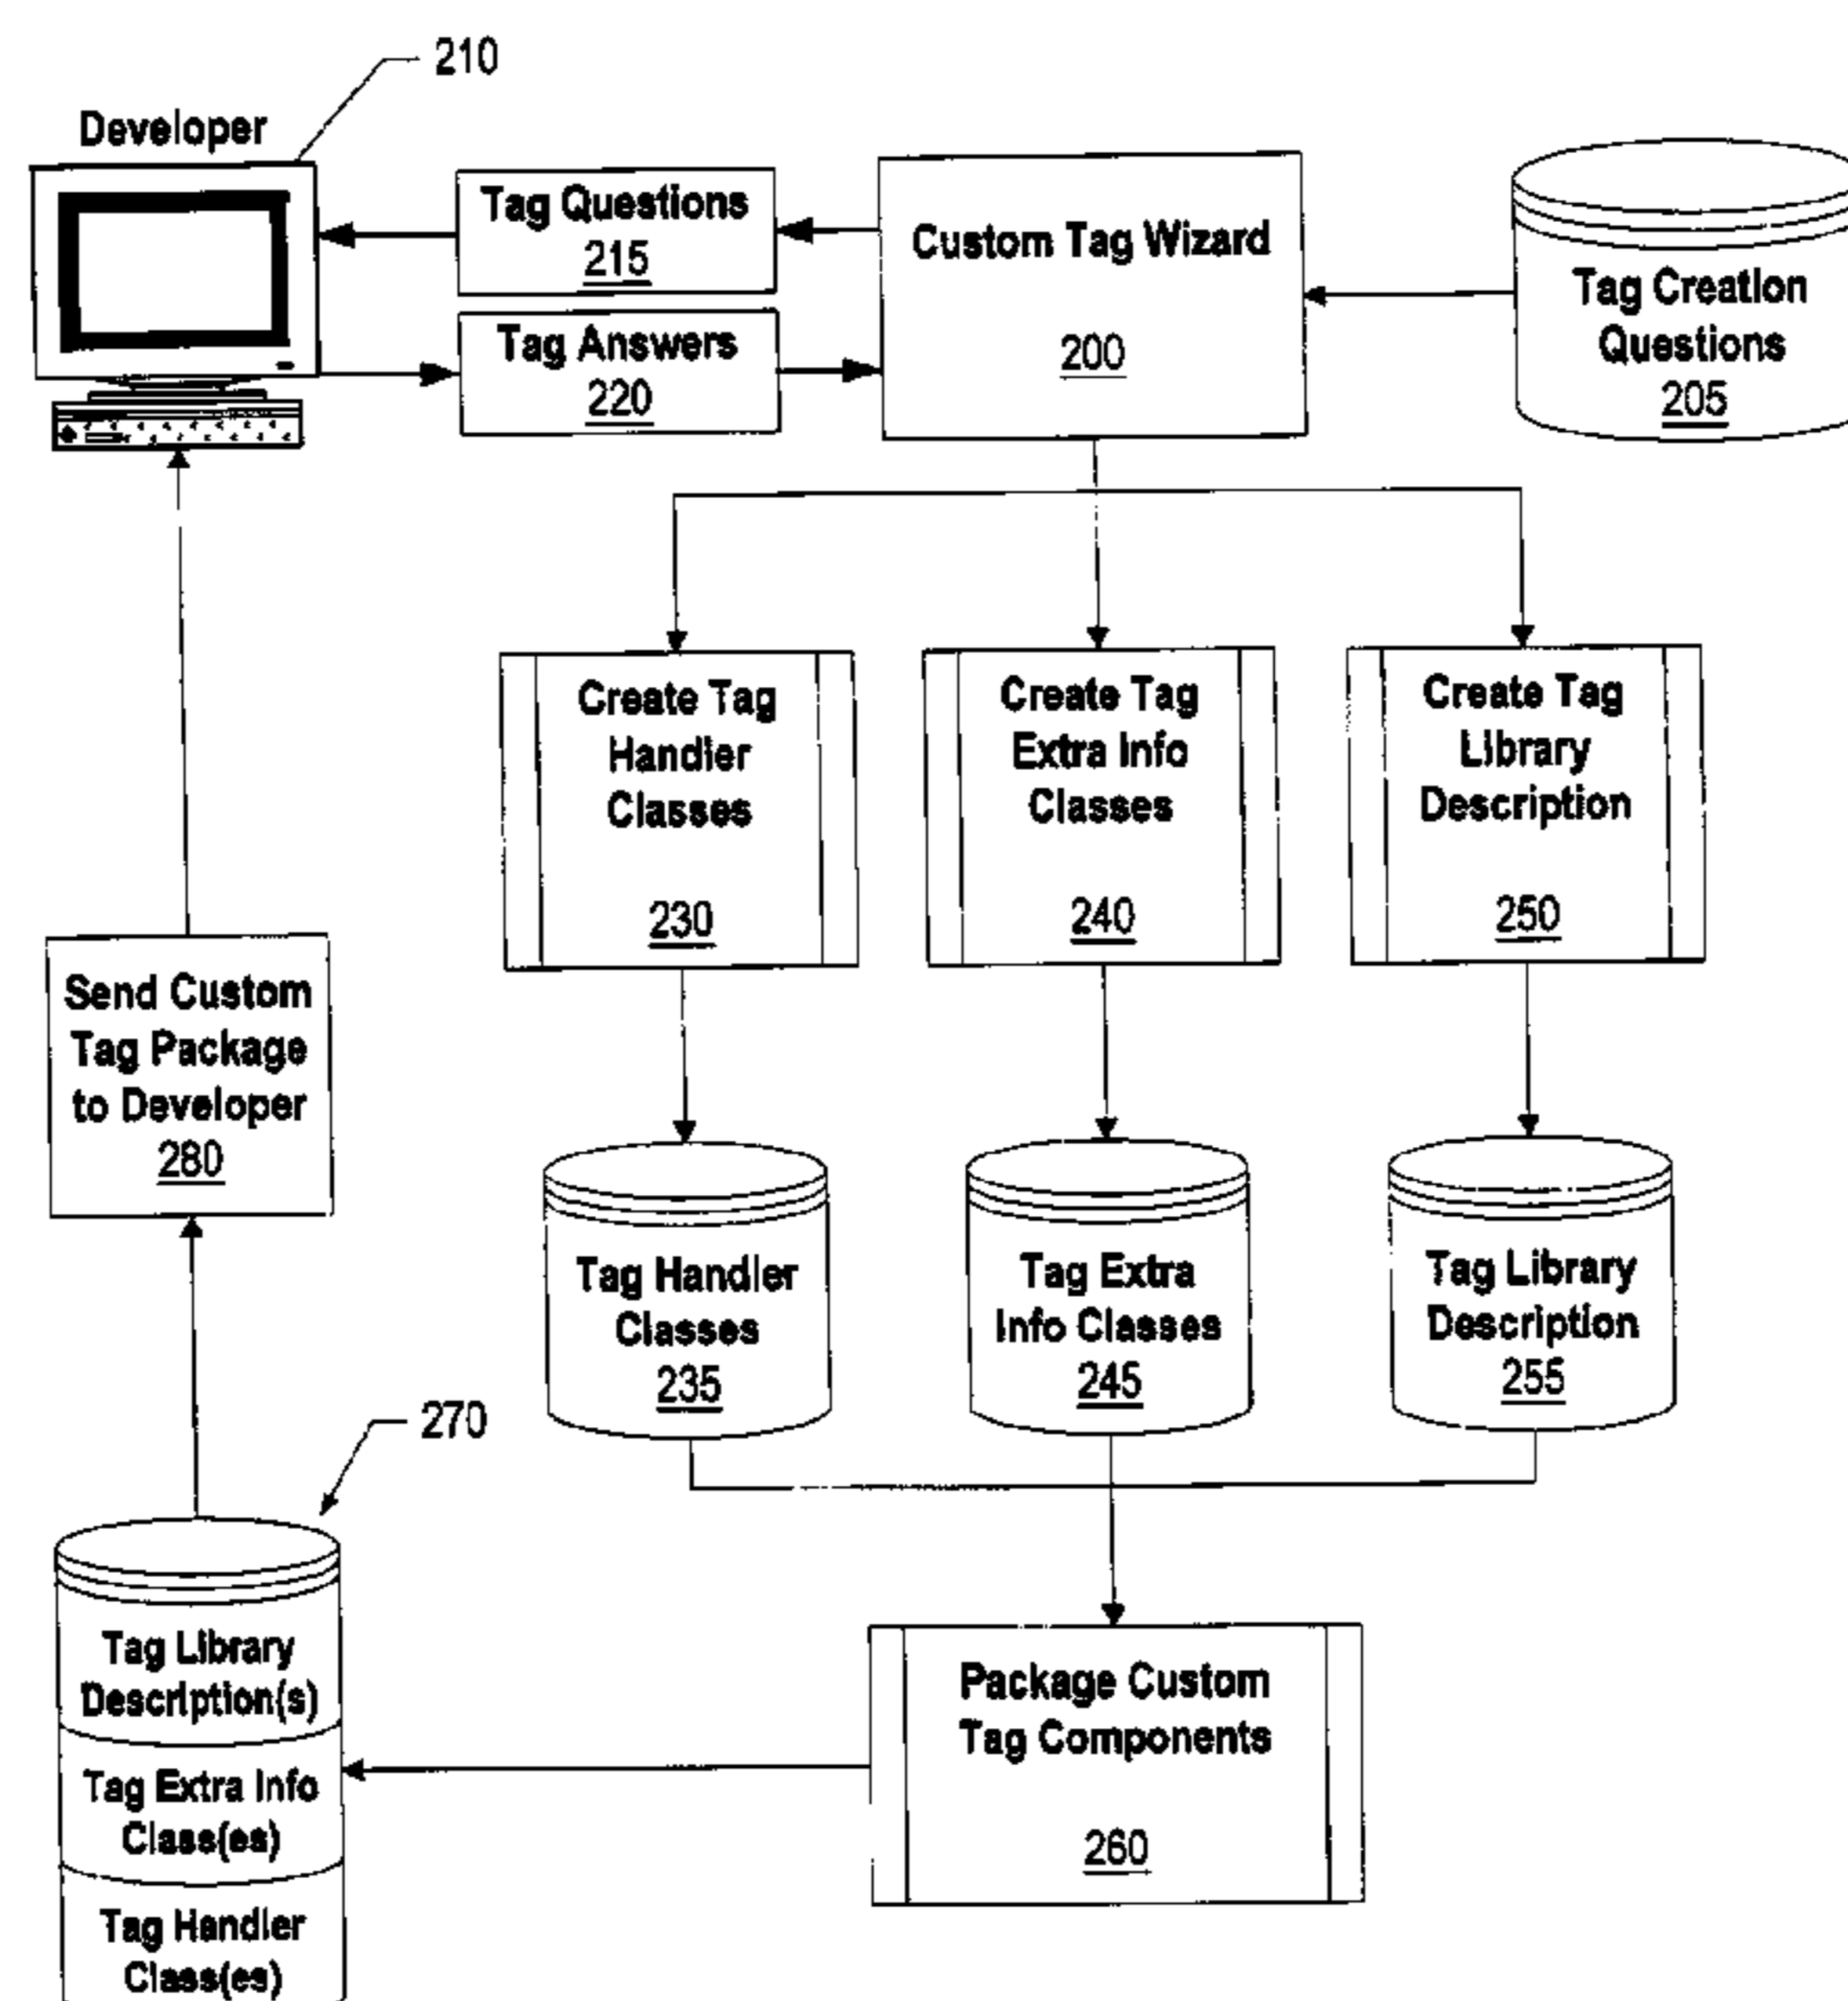 210
Developer
Tag Questions
215
Tag Answers
220
Custom Tag Wizard
200
Tag Creation
Questions
205
Create Tag
Handler
Classes
230
Create Tag
Extra Info
Classes
240
Create Tag
Library
Description
250
Send Custom
Tag Package
to Developer
280
Tag Handler
Classes
235
Tag Extra
Info Classes
245
Tag Library
Description
255
270
Tag Library
Description(s)
Tag Extra Info
Class(es)
Tag Handler
Class(es)
Package Custom
Tag Components
260